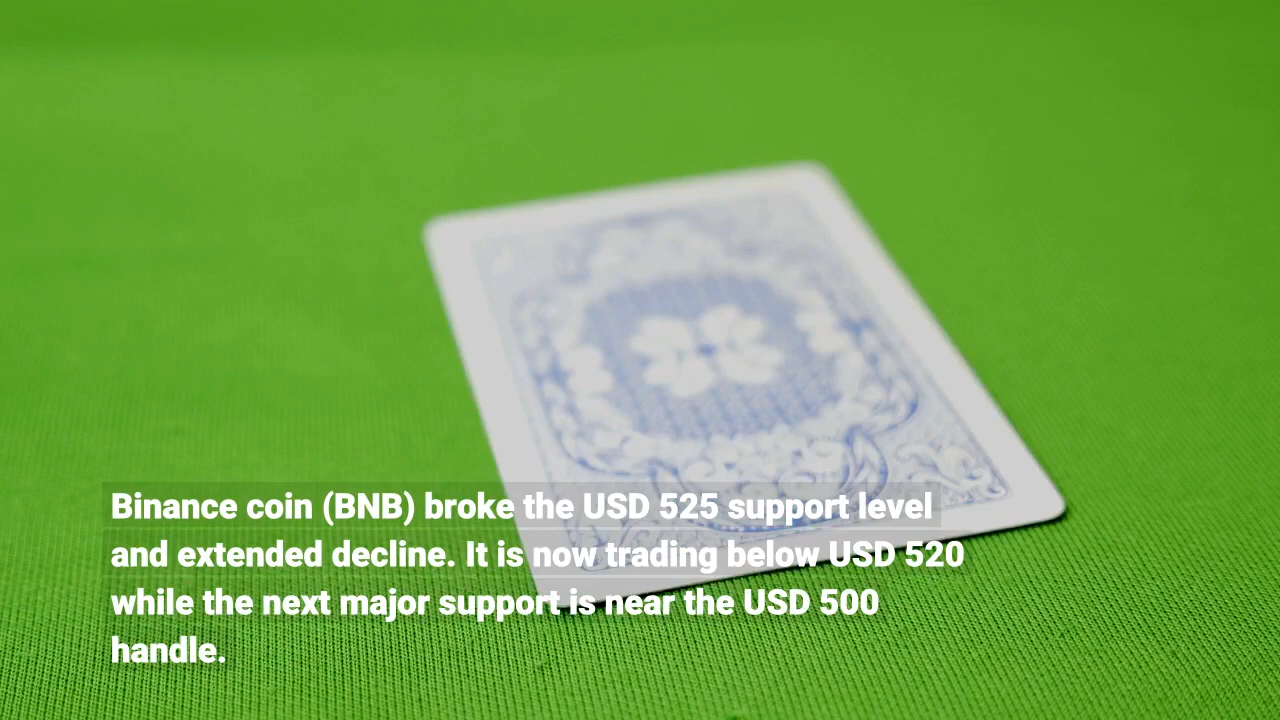 Binance coin (BNB) broke the USD 525 support level
and extended decline. It is now trading below USD 520
while the next major support is near the USD 500
handle.